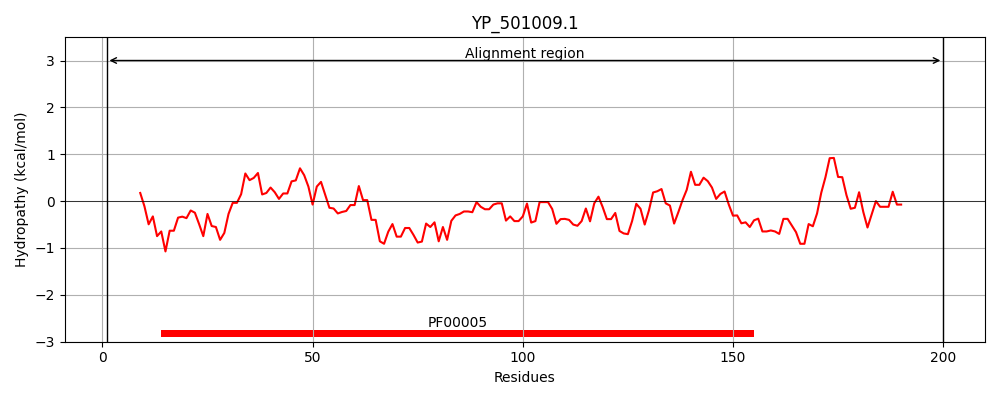 YP_501009.1
Alignment region
3
2
1
0
−1
−2
−3
Hydropathy (kcal/mol)
PF00005
0
50
100
150
200
Residues